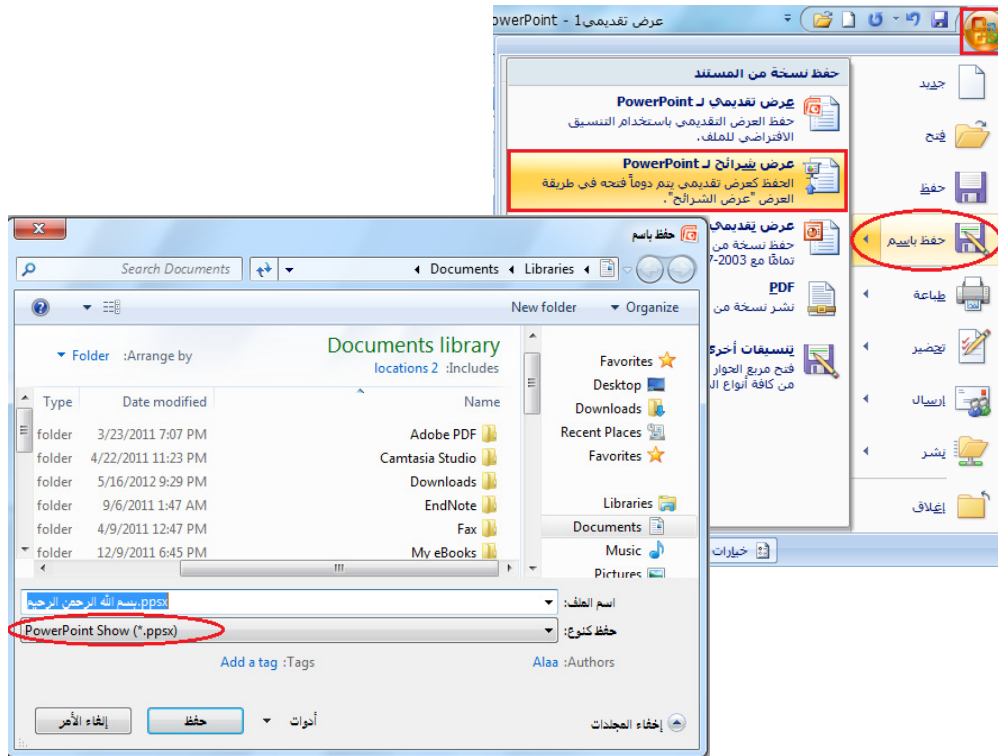 owerPoint - عرض تقديمي1
حفظ نسخة من المستند
عرض تقديمي لـ PowerPoint
حفظ العرض التقديمي باستخدام التنسيق
الافتراضي للملف.
عرض شرائح لـ PowerPoint
الحفظ كعرض تقديمي يتم دوماً فتحه في طريقة
العرض "عرض الشرائح".
عرض تقديمي
حفظ نسخة من
تمامًا مع 2003-7
PDF
نشر نسخة من
تنسيقات أخرى
فتح مربع الحوار
من كافة أنواع
جديد
فتح
حفظ
حفظ باسم
طباعة
تحضير
إرسال
نشر
إغلاق
خيارات
حفظ باسم
Libraries
Documents
Search Documents
Organize
New folder
Documents library
Includes: 2 locations
Arrange by: Folder
Name
Date modified
Type
Adobe PDF 3/23/2011 7:07 PM folder
Camtasia Studio 4/22/2011 11:23 PM folder
Downloads 5/16/2012 9:29 PM folder
EndNote 9/6/2011 1:47 AM folder
Fax 4/9/2011 12:47 PM folder
My eBooks 12/9/2011 6:45 PM folder
Favorites
Desktop
Downloads
Recent Places
Favorites
Libraries
Documents
Music
Pictures
اسم الملف:
بسم الله الرحمن الرحيم.ppsx
حفظ كنوع:
PowerPoint Show (*.ppsx)
Authors: Alaa
Tags: Add a tag
إخفاء المجلدات
أدوات
حفظ
إلغاء الأمر